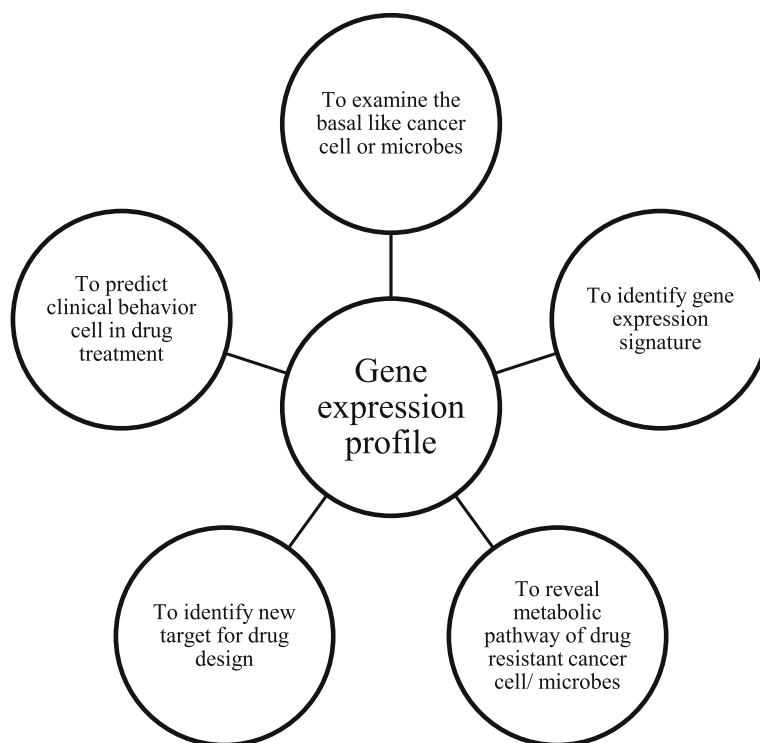 To examine the
basal like cancer
cell or microbes
To predict
clinical behavior
cell in drug
treatment
To identify gene
expression
signature
Gene
expression
profile
To identify new
target for drug
design
To reveal
metabolic
pathway of drug
resistant cancer
cell/ microbes